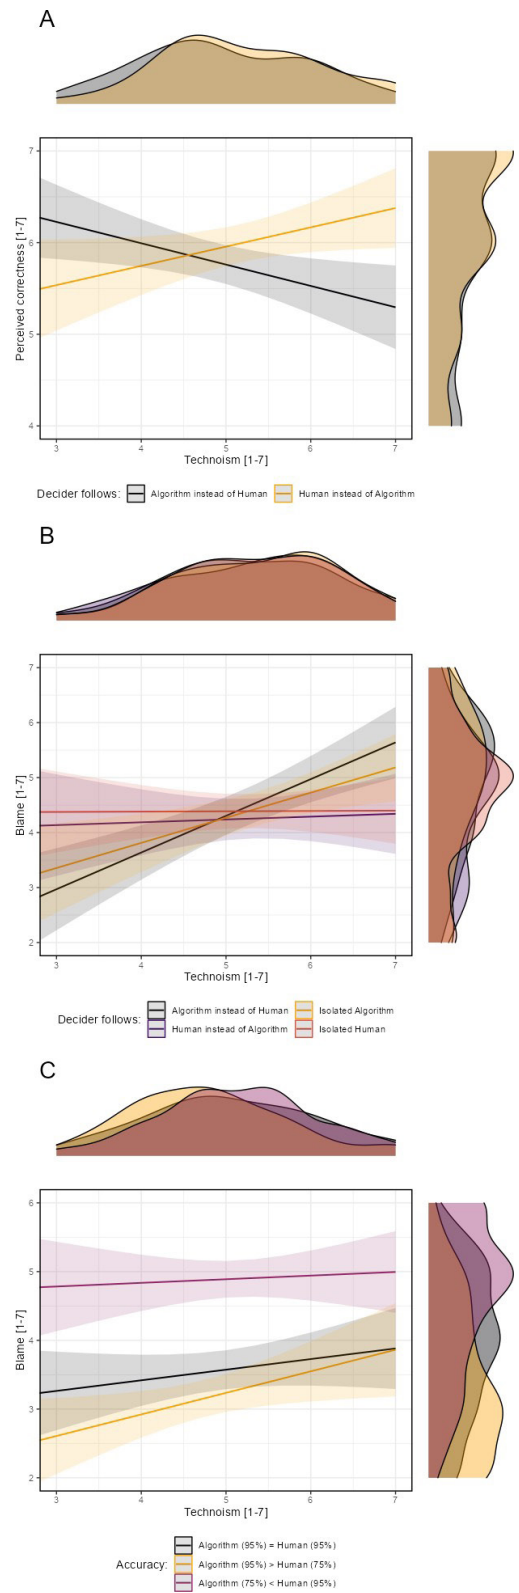 A
7
6
5
4
Perceived correctness [1-7]
3 4 5 6 7
Technoism [1-7]
Decider follows: Algorithm instead of Human Human instead of Algorithm
B
7
6
5
4
3
2
Blame [1-7]
3 4 5 6 7
Technoism [1-7]
Decider follows:
Algorithm instead of Human Isolated Algorithm
Human instead of Algorithm Isolated Human
C
6
5
4
3
2
Blame [1-7]
3 4 5 6 7
Technoism [1-7]
Accuracy:
Algorithm (95%) = Human (95%)
Algorithm (95%) > Human (75%)
Algorithm (75%) < Human (95%)